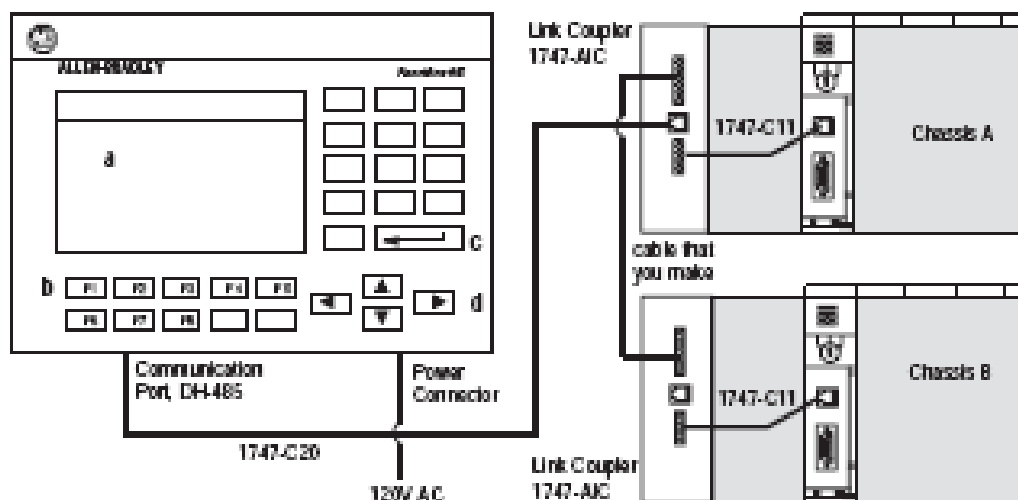 ALLEN-BRADLEY
a
c
b
F1 F2 F3 F4 F5
F6 F7 F8
d
Communication
Port, DH-485
Power
Connector
1747-C20
120V AC
Link Coupler
1747-AIC
1747-C11
Chassis A
cable that
you make
1747-C11
Chassis B
Link Coupler
1747-AIC